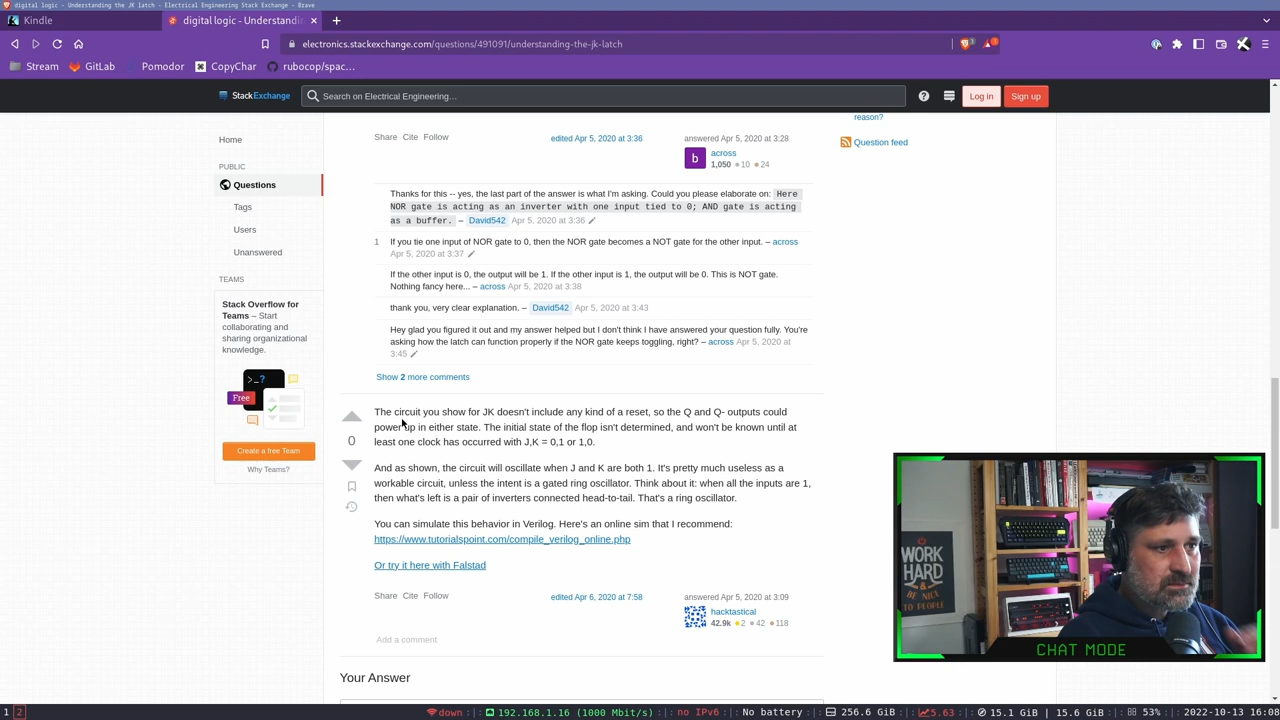 digital logic - Understanding the JK latch - Electrical Engineering Stack Exchange - Brave
Kindle
digital logic - Understandin
electronics.stackexchange.com/questions/491091/understanding-the-jk-latch
Stream GitLab Pomodor CopyChar rubocop/spac…
StackExchange
Search on Electrical Engineering…
Log in
Sign up
Home
PUBLIC
Questions
Tags
Users
Unanswered
TEAMS
Stack Overflow for
Teams – Start
collaborating and
sharing organizational
knowledge.
>_?
Free
Create a free Team
Why Teams?
reason?
Question feed
Share Cite Follow
edited Apr 5, 2020 at 3:36
answered Apr 5, 2020 at 3:28
b
across
1,050 10 24
Thanks for this -- yes, the last part of the answer is what I'm asking. Could you please elaborate on: Here
NOR gate is acting as an inverter with one input tied to 0; AND gate is acting
as a buffer. – David542 Apr 5, 2020 at 3:36
1 If you tie one input of NOR gate to 0, then the NOR gate becomes a NOT gate for the other input. – across
Apr 5, 2020 at 3:37
If the other input is 0, the output will be 1. If the other input is 1, the output will be 0. This is NOT gate.
Nothing fancy here... – across Apr 5, 2020 at 3:38
thank you, very clear explanation. – David542 Apr 5, 2020 at 3:43
Hey glad you figured it out and my answer helped but I don't think I have answered your question fully. You're
asking how the latch can function properly if the NOR gate keeps toggling, right? – across Apr 5, 2020 at
3:45
Show 2 more comments
0
The circuit you show for JK doesn't include any kind of a reset, so the Q and Q- outputs could
power up in either state. The initial state of the flop isn't determined, and won't be known until at
least one clock has occurred with J,K = 0,1 or 1,0.
And as shown, the circuit will oscillate when J and K are both 1. It's pretty much useless as a
workable circuit, unless the intent is a gated ring oscillator. Think about it: when all the inputs are 1,
then what's left is a pair of inverters connected head-to-tail. That's a ring oscillator.
You can simulate this behavior in Verilog. Here's an online sim that I recommend:
https://www.tutorialspoint.com/compile_verilog_online.php
Or try it here with Falstad
Share Cite Follow
edited Apr 6, 2020 at 7:58
answered Apr 5, 2020 at 3:09
hacktastical
42.9k 2 42 118
Add a comment
Your Answer
WORK
HARD
& BE
NICE
TO PEOPLE
CHAT MODE
1 2
down 192.168.1.16 (1000 Mbit/s) no IPv6 No battery 256.6 GiB 5.63 15.1 GiB | 15.6 GiB 53% 2022-10-13 16:08